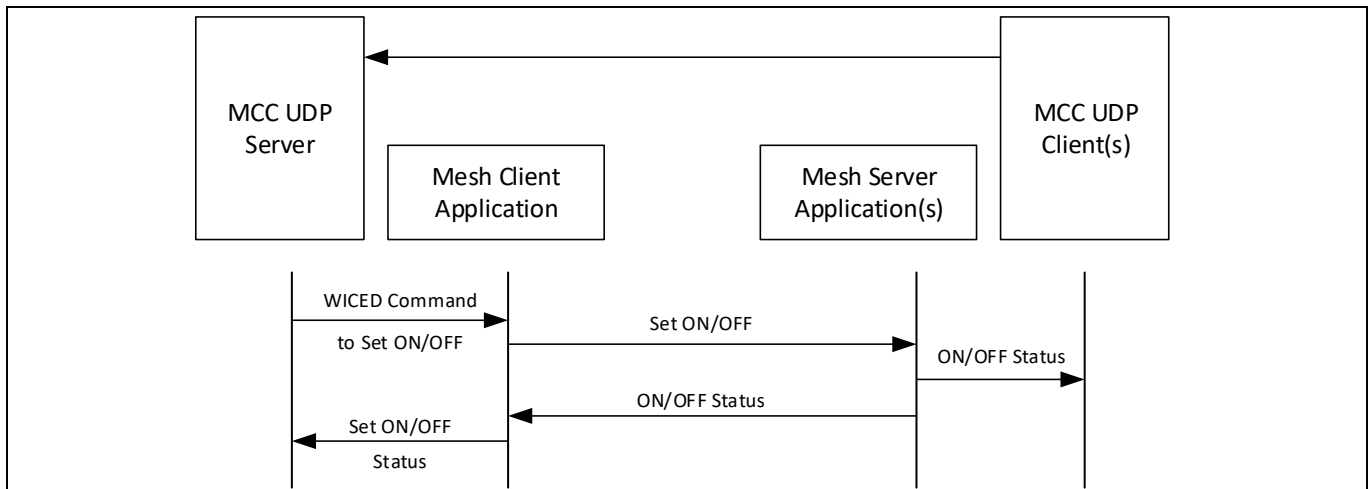 MCC UDP
Server
MCC UDP
Client(s)
Mesh Client
Application
Mesh Server
Application(s)
WICED Command
to Set ON/OFF
Set ON/OFF
ON/OFF Status
ON/OFF Status
Set ON/OFF
Status